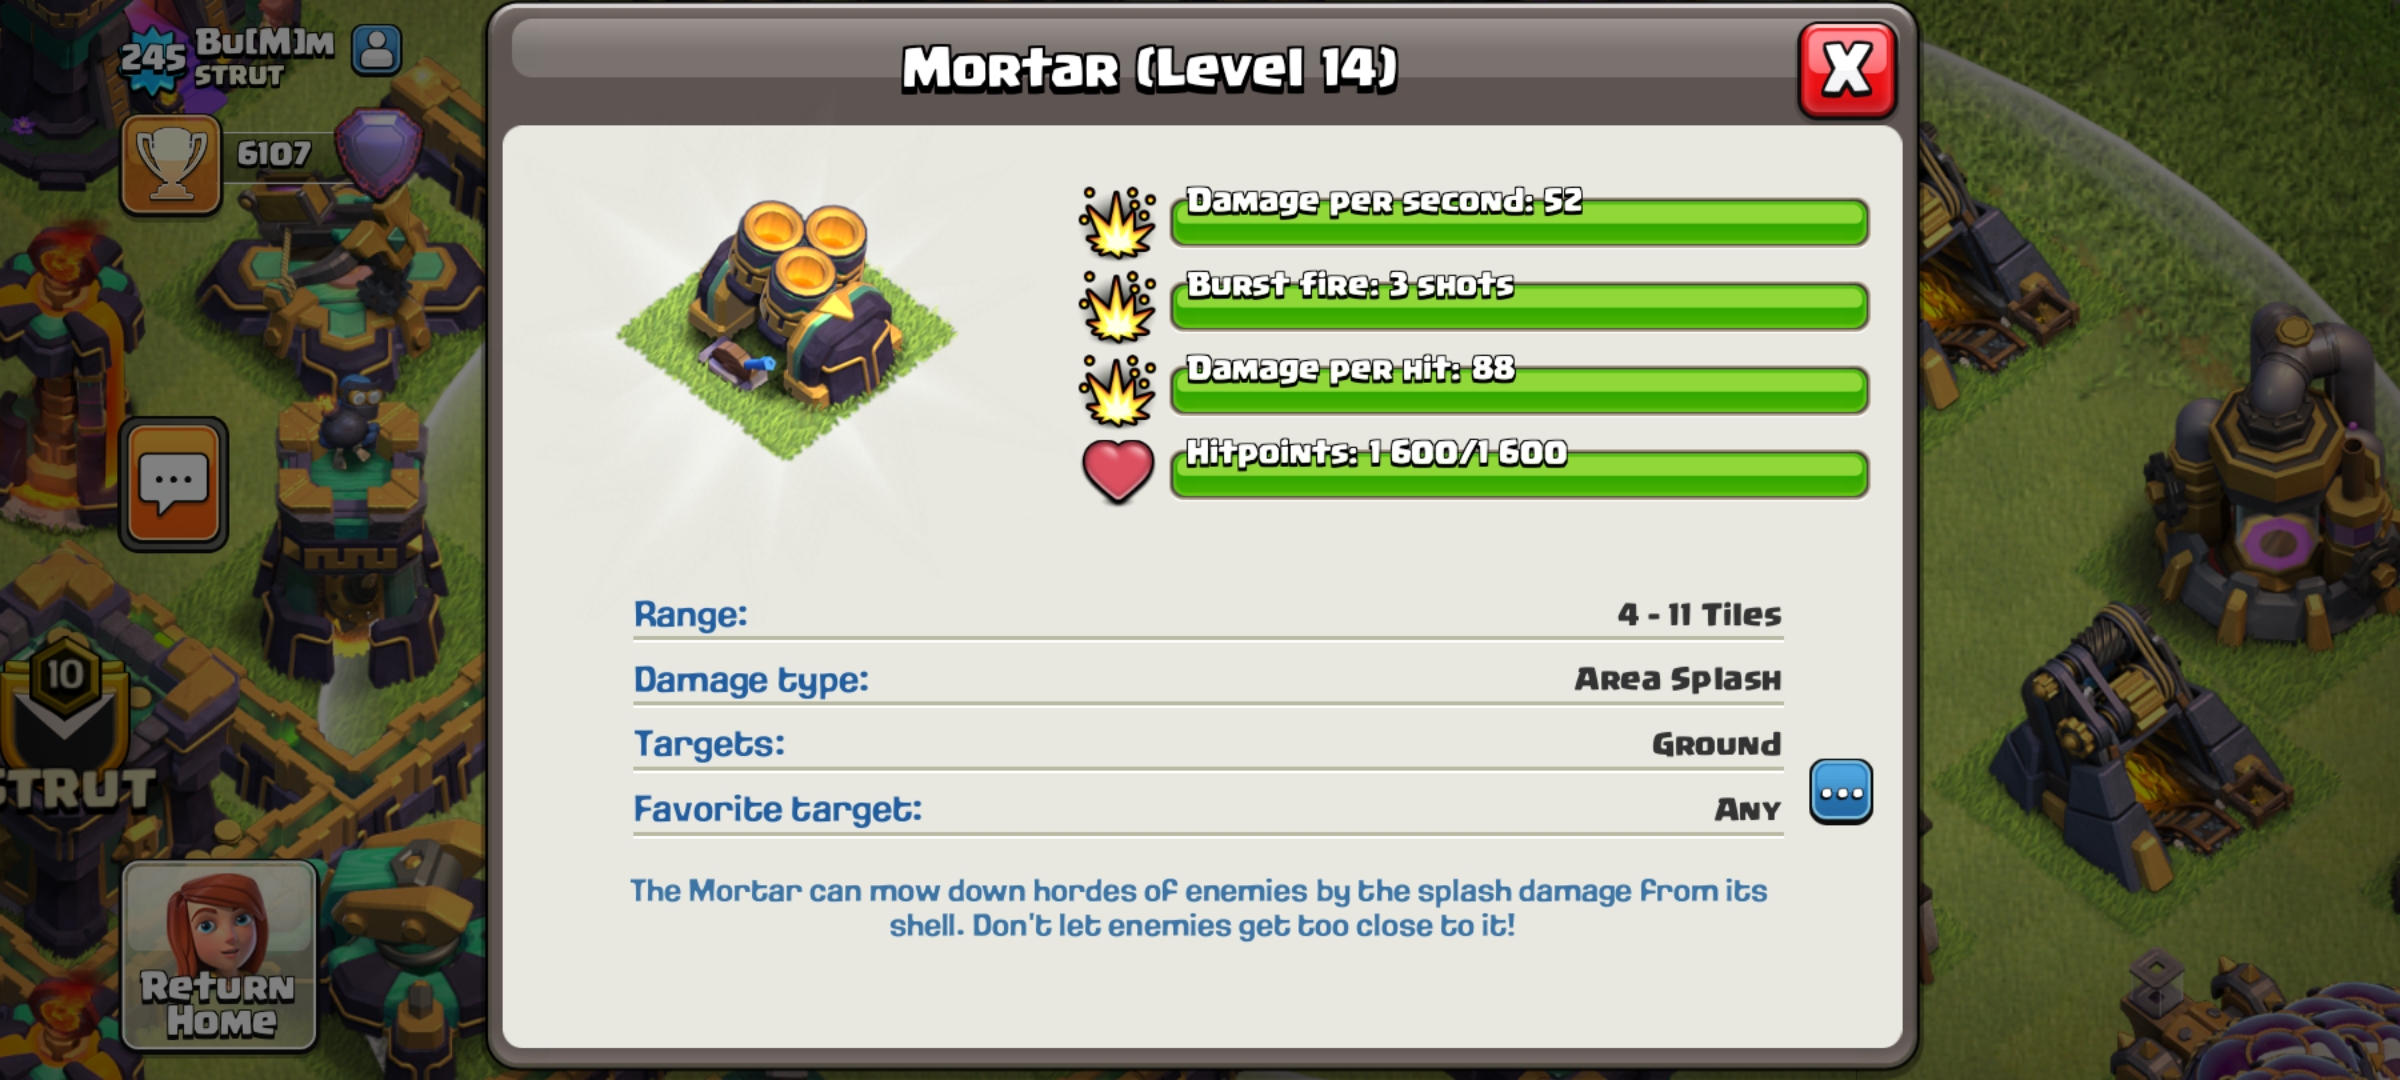 245
Bu[M]m
STRUT
6107
10
STRUT
Return
Home
Mortar (Level 14)
X
Damage per second: 52
Burst fire: 3 shots
Damage per hit: 88
Hitpoints: 1 600/1 600
Range: 4 - 11 Tiles
Damage type: Area Splash
Targets: Ground
Favorite target: Any
The Mortar can mow down hordes of enemies by the splash damage from its
shell. Don't let enemies get too close to it!